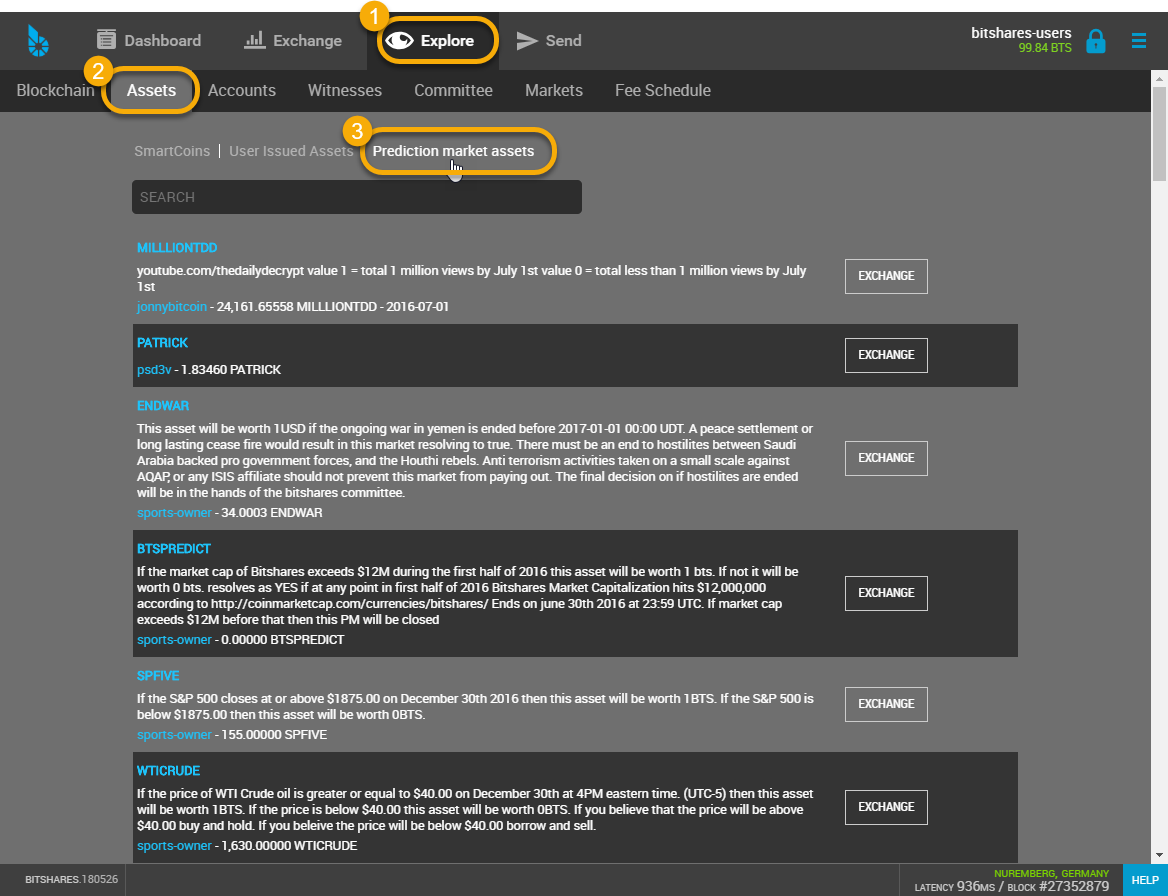 1
Dashboard Exchange Explore Send
bitshares-users
99.84 BTS
2
Blockchain Assets Accounts Witnesses Committee Markets Fee Schedule
3
SmartCoins | User Issued Assets Prediction market assets
SEARCH
MILLLIONTDD
youtube.com/thedailydecrypt value 1 = total 1 million views by July 1st value 0 = total less than 1 million views by July
1st
jonnybitcoin - 24,161.65558 MILLLIONTDD - 2016-07-01
EXCHANGE
PATRICK
psd3v - 1.83460 PATRICK
EXCHANGE
ENDWAR
This asset will be worth 1USD if the ongoing war in yemen is ended before 2017-01-01 00:00 UDT. A peace settlement or
long lasting cease fire would result in this market resolving to true. There must be an end to hostilites between Saudi
Arabia backed pro government forces, and the Houthi rebels. Anti terrorism activities taken on a small scale against
AQAP, or any ISIS affiliate should not prevent this market from paying out. The final decision on if hostilites are ended
will be in the hands of the bitshares committee.
sports-owner - 34.0003 ENDWAR
EXCHANGE
BTSPREDICT
If the market cap of Bitshares exceeds $12M during the first half of 2016 this asset will be worth 1 bts. If not it will be
worth 0 bts. resolves as YES if at any point in first half of 2016 Bitshares Market Capitalization hits $12,000,000
according to http://coinmarketcap.com/currencies/bitshares/ Ends on june 30th 2016 at 23:59 UTC. If market cap
exceeds $12M before that then this PM will be closed
sports-owner - 0.00000 BTSPREDICT
EXCHANGE
SPFIVE
If the S&P 500 closes at or above $1875.00 on December 30th 2016 then this asset will be worth 1BTS. If the S&P 500 is
below $1875.00 then this asset will be worth 0BTS.
sports-owner - 155.00000 SPFIVE
EXCHANGE
WTICRUDE
If the price of WTI Crude oil is greater or equal to $40.00 on December 30th at 4PM eastern time. (UTC-5) then this asset
will be worth 1BTS. If the price is below $40.00 this asset will be worth 0BTS. If you believe that the price will be above
$40.00 buy and hold. If you beleive the price will be below $40.00 borrow and sell.
sports-owner - 1,630.00000 WTICRUDE
EXCHANGE
BITSHARES.180526
NUREMBERG, GERMANY
LATENCY 936MS / BLOCK #27352879
HELP